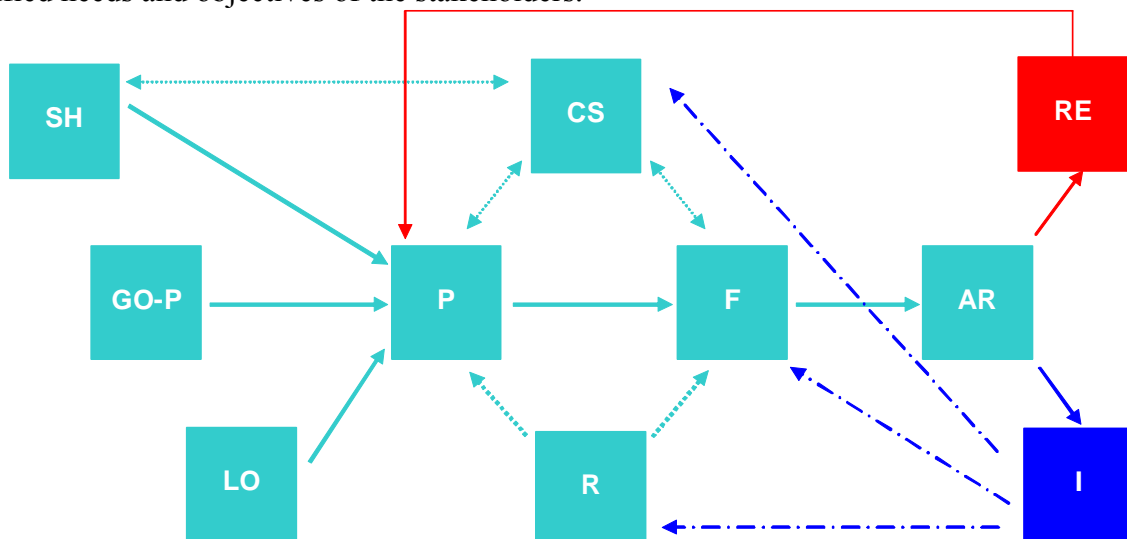 needs and objectives of the stakeholders.
SH
CS
RE
GO-P
P
F
AR
LO
R
I